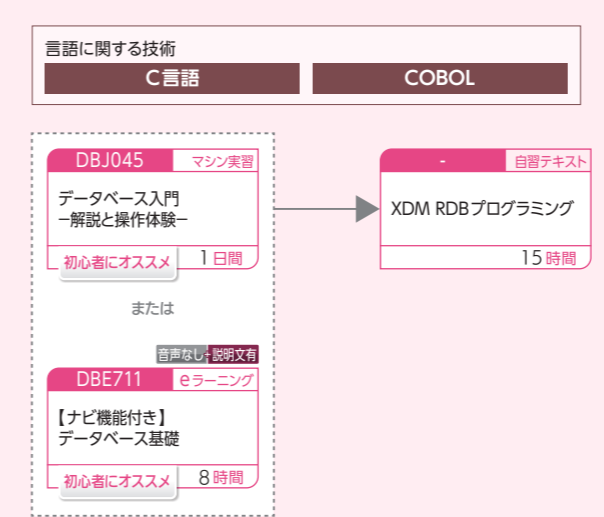 言語に関する技術
C言語
COBOL
DBJ045
マシン実習
データベース入門
−解説と操作体験−
初心者にオススメ
1日間
または
音声なし+説明文有
DBE711
eラーニング
【ナビ機能付き】
データベース基礎
初心者にオススメ
8時間
-
自習テキスト
XDM RDBプログラミング
15時間